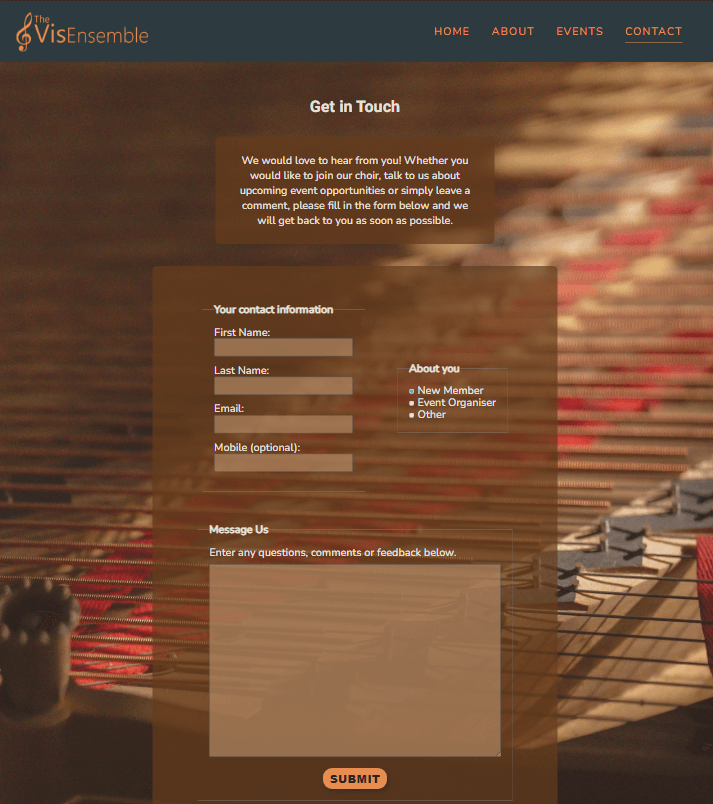 The
VisEnsemble
HOME ABOUT EVENTS CONTACT
Get in Touch
We would love to hear from you! Whether you
would like to join our choir, talk to us about
upcoming event opportunities or simply leave a
comment, please fill in the form below and we
will get back to you as soon as possible.
Your contact information
First Name:
Last Name:
Email:
Mobile (optional):
About you
New Member
Event Organiser
Other
Message Us
Enter any questions, comments or feedback below.
SUBMIT